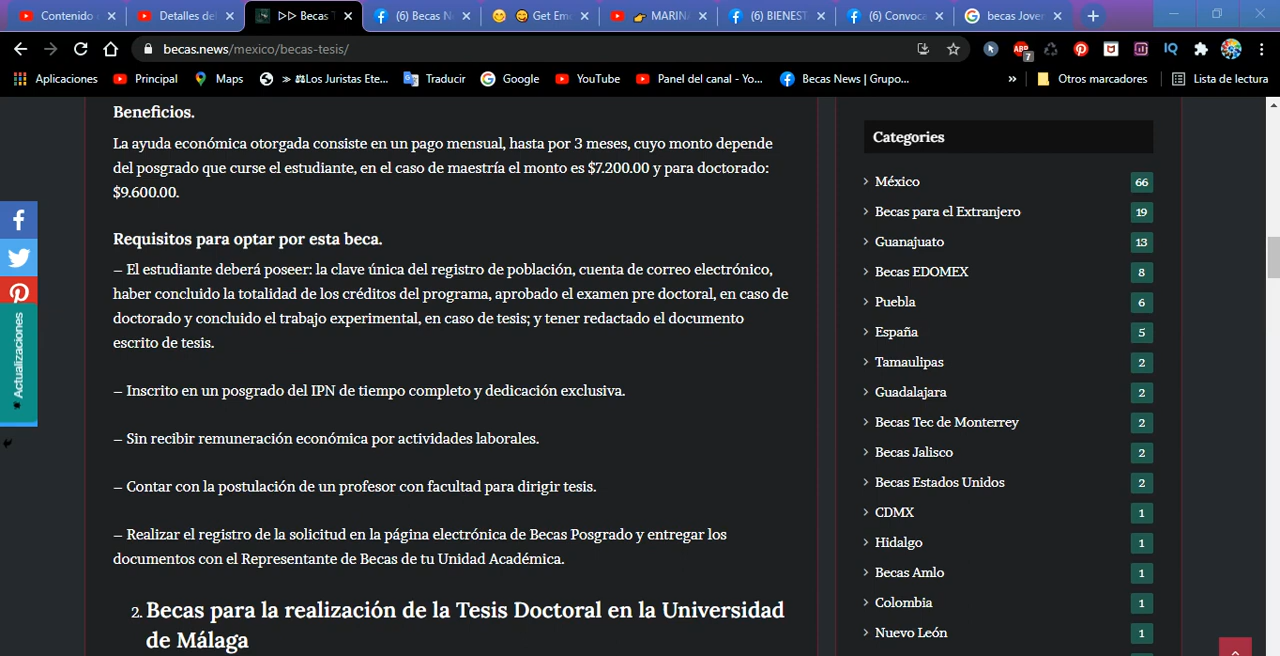 Contenido
Detalles del
▷▷ Becas T
(6) Becas N
😊 😋 Get Em
👉 MARINA
(6) BIENEST
(6) Convoca
becas Jover
becas.news/mexico/becas-tesis/
ABP
7
IQ
Aplicaciones
Principal
Maps
» ⚖Los Juristas Ete...
Traducir
Google
YouTube
Panel del canal - Yo...
Becas News | Grupo...
»
Otros marcadores
Lista de lectura
Beneficios.
La ayuda económica otorgada consiste en un pago mensual, hasta por 3 meses, cuyo monto depende
del posgrado que curse el estudiante, en el caso de maestría el monto es $7.200.00 y para doctorado:
$9.600.00.
Requisitos para optar por esta beca.
– El estudiante deberá poseer: la clave única del registro de población, cuenta de correo electrónico,
haber concluido la totalidad de los créditos del programa, aprobado el examen pre doctoral, en caso de
doctorado y concluido el trabajo experimental, en caso de tesis; y tener redactado el documento
escrito de tesis.
– Inscrito en un posgrado del IPN de tiempo completo y dedicación exclusiva.
– Sin recibir remuneración económica por actividades laborales.
– Contar con la postulación de un profesor con facultad para dirigir tesis.
– Realizar el registro de la solicitud en la página electrónica de Becas Posgrado y entregar los
documentos con el Representante de Becas de tu Unidad Académica.
2. Becas para la realización de la Tesis Doctoral en la Universidad
de Málaga
Actualizaciones
Categories
México 66
Becas para el Extranjero 19
Guanajuato 13
Becas EDOMEX 8
Puebla 6
España 5
Tamaulipas 2
Guadalajara 2
Becas Tec de Monterrey 2
Becas Jalisco 2
Becas Estados Unidos 2
CDMX 1
Hidalgo 1
Becas Amlo 1
Colombia 1
Nuevo León 1